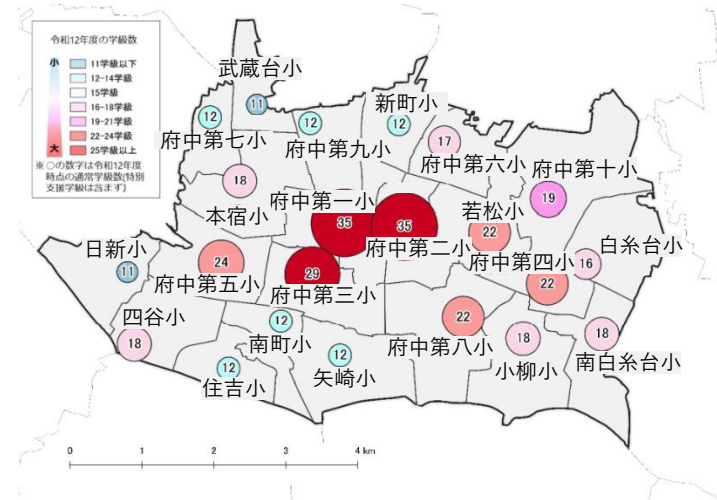 令和12年度の学級数
小
11学級以下
12-14学級
15学級
16-18学級
19-21学級
22-24学級
大
25学級以上
※○の数字は令和12年度
時点の通常学級数(特別
支援学級は含まず)
武蔵台小
11
12
府中第七小
12
府中第九小
新町小
12
17
府中第六小
府中第十小
19
18
本宿小
府中第一小
35
35
府中第二小
若松小
22
白糸台小
16
府中第四小
22
日新小
11
24
府中第五小
29
府中第三小
四谷小
18
12
南町小
22
府中第八小
18
小柳小
18
南白糸台小
12
住吉小
12
矢崎小
0 1 2 3 4 km